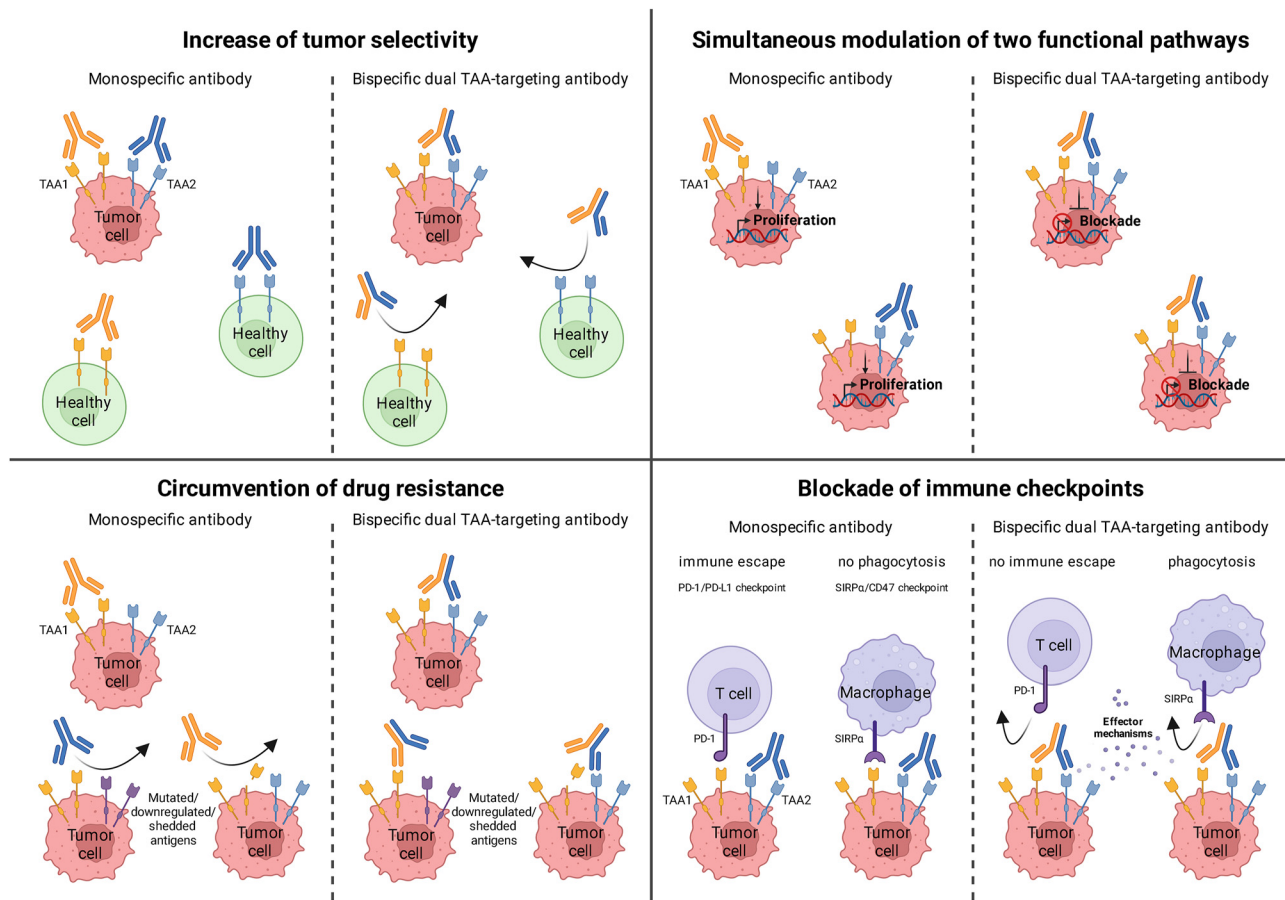 Increase of tumor selectivity
Monospecific antibody
Bispecific dual TAA-targeting antibody
TAA1
TAA2
Tumor
cell
Tumor
cell
Healthy
cell
Healthy
cell
Healthy
cell
Healthy
cell
Simultaneous modulation of two functional pathways
Monospecific antibody
Bispecific dual TAA-targeting antibody
TAA1
TAA2
Proliferation
Blockade
Proliferation
Blockade
Circumvention of drug resistance
Monospecific antibody
Bispecific dual TAA-targeting antibody
TAA1
TAA2
Tumor
cell
Tumor
cell
Tumor
cell
Mutated/
downregulated/
shedded
antigens
Tumor
cell
Tumor
cell
Mutated/
downregulated/
shedded
antigens
Tumor
cell
Blockade of immune checkpoints
Monospecific antibody
Bispecific dual TAA-targeting antibody
immune escape
no phagocytosis
no immune escape
phagocytosis
PD-1/PD-L1 checkpoint
SIRPα/CD47 checkpoint
T cell
Macrophage
T cell
Macrophage
PD-1
SIRPα
PD-1
SIRPα
Effector
mechanisms
TAA1
TAA2
Tumor
cell
Tumor
cell
Tumor
cell
Tumor
cell